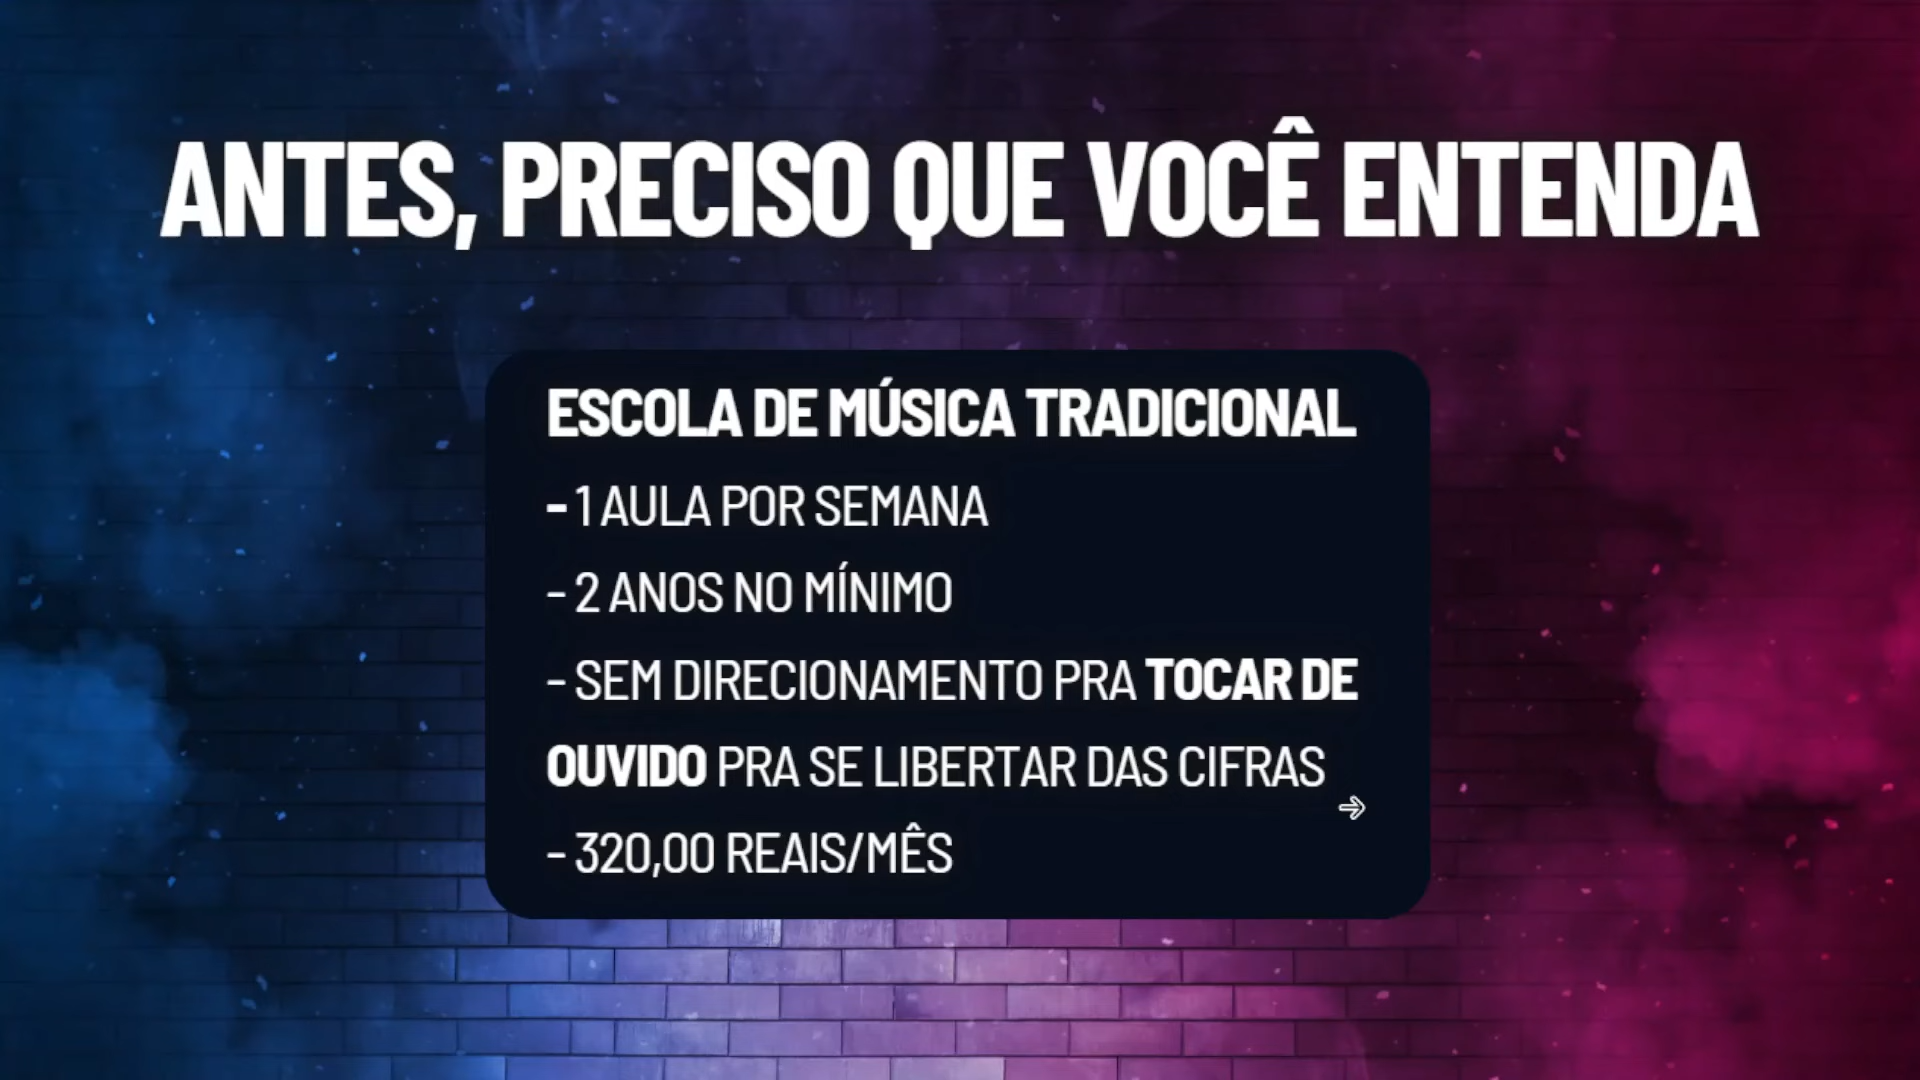 ANTES, PRECISO QUE VOCÊ ENTENDA
ESCOLA DE MÚSICA TRADICIONAL
- 1 AULA POR SEMANA
- 2 ANOS NO MÍNIMO
- SEM DIRECIONAMENTO PRA TOCAR DE
OUVIDO PRA SE LIBERTAR DAS CIFRAS
- 320,00 REAIS/MÊS